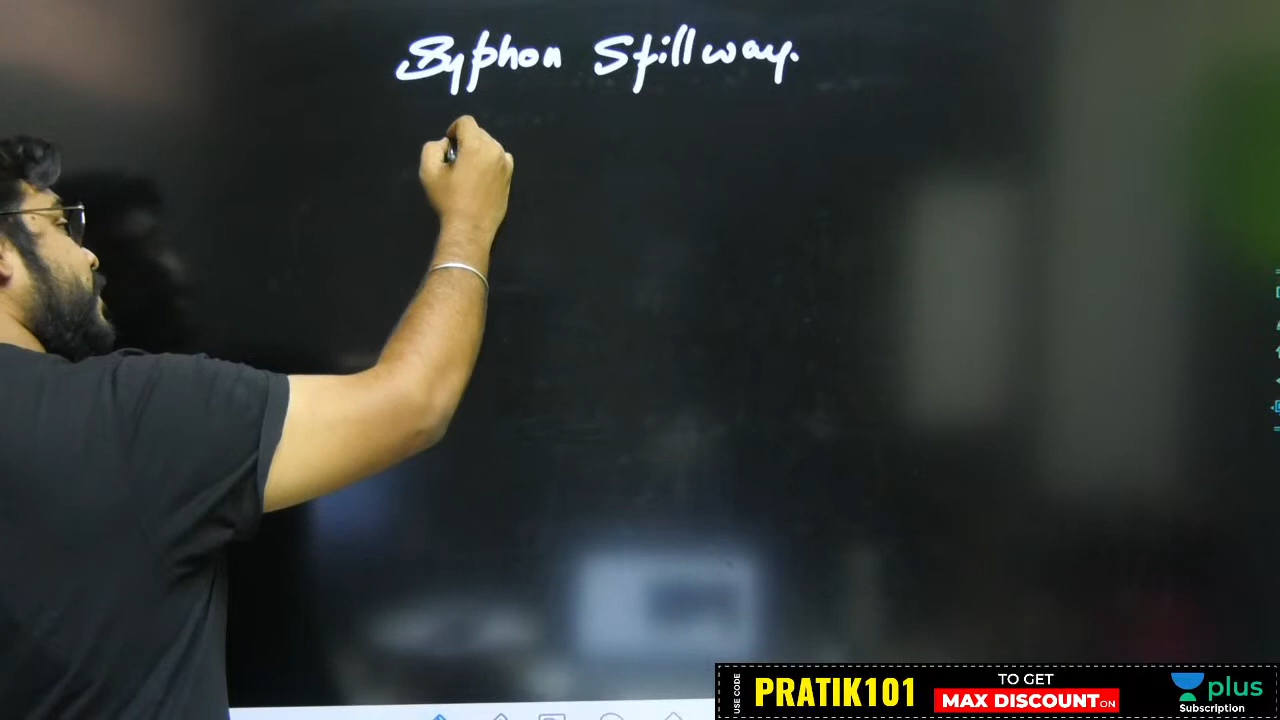 Syphon Spillway.
USE CODE
PRATIK101
TO GET
MAX DISCOUNT ON
plus
Subscription